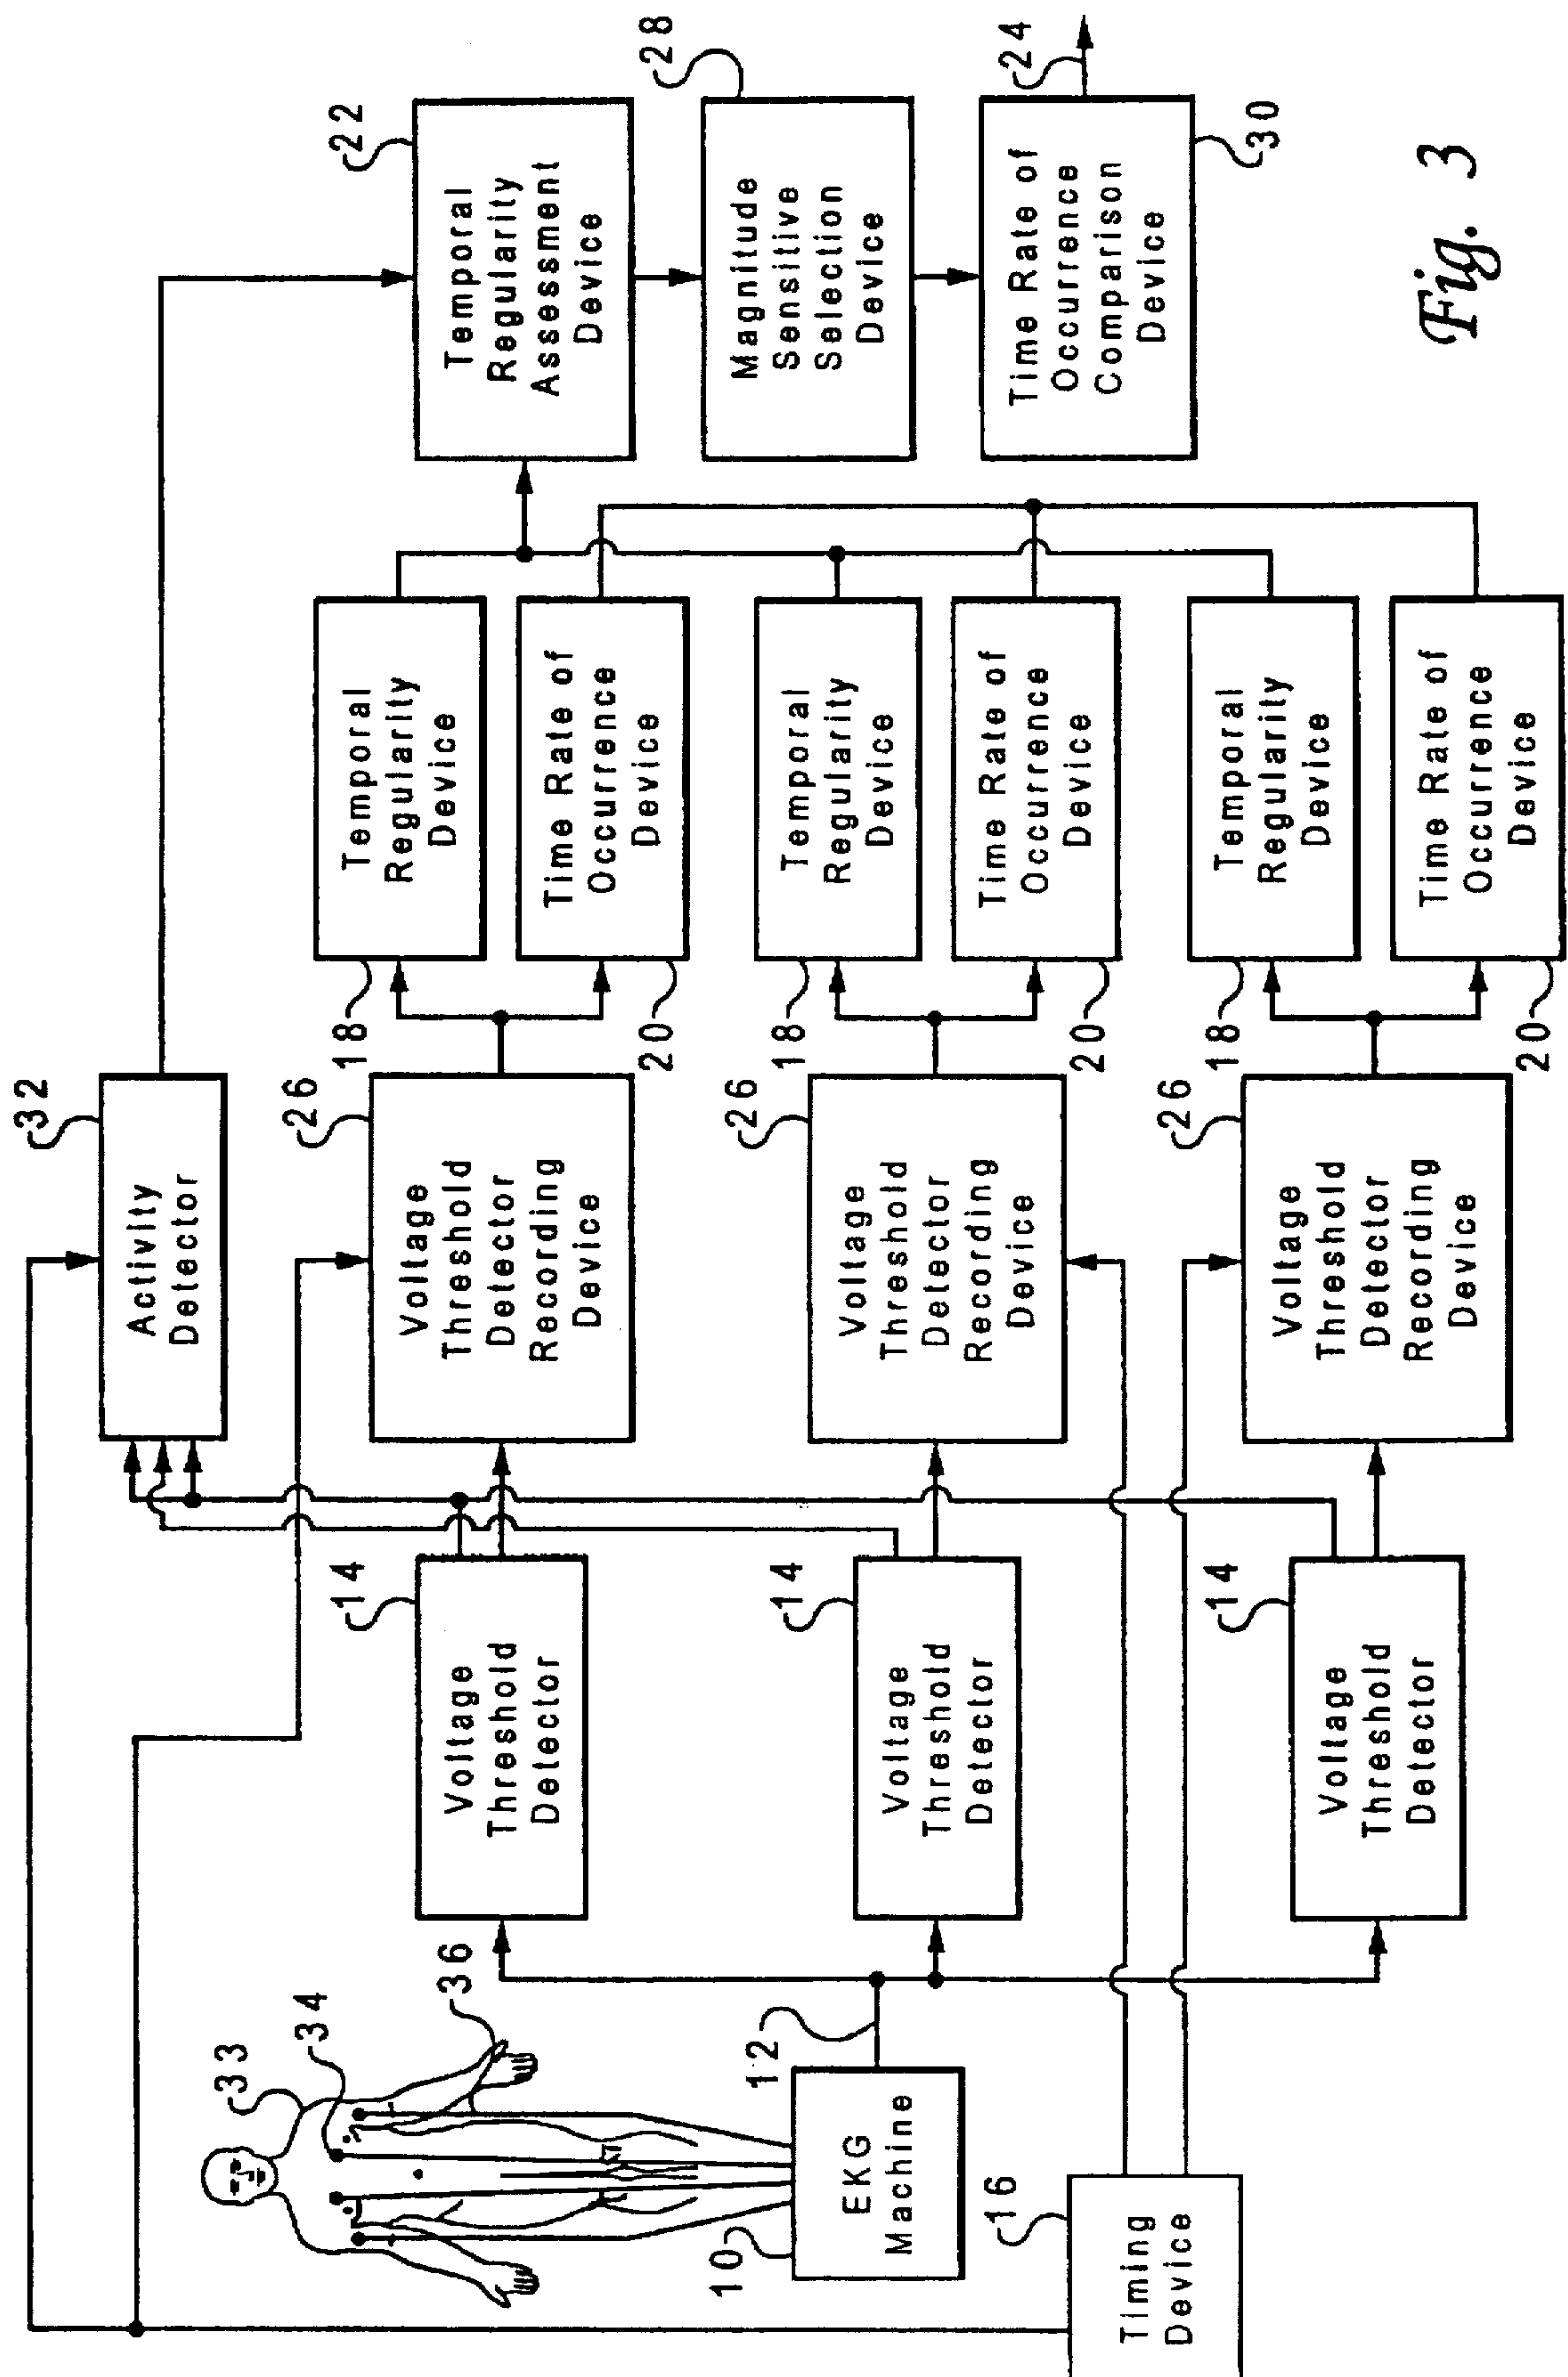 33
34
36
10
EKG
Machine
12
16
Timing
Device
14
Voltage
Threshold
Detector
14
Voltage
Threshold
Detector
14
Voltage
Threshold
Detector
32
Activity
Detector
26
Voltage
Threshold
Detector
Recording
Device
26
Voltage
Threshold
Detector
Recording
Device
26
Voltage
Threshold
Detector
Recording
Device
18
Temporal
Regularity
Device
20
Time Rate of
Occurrence
Device
18
Temporal
Regularity
Device
20
Time Rate of
Occurrence
Device
18
Temporal
Regularity
Device
20
Time Rate of
Occurrence
Device
22
Temporal
Regularity
Assessment
Device
28
Magnitude
Sensitive
Selection
Device
24
Time Rate of
Occurrence
Comparison
Device
30
Fig. 3